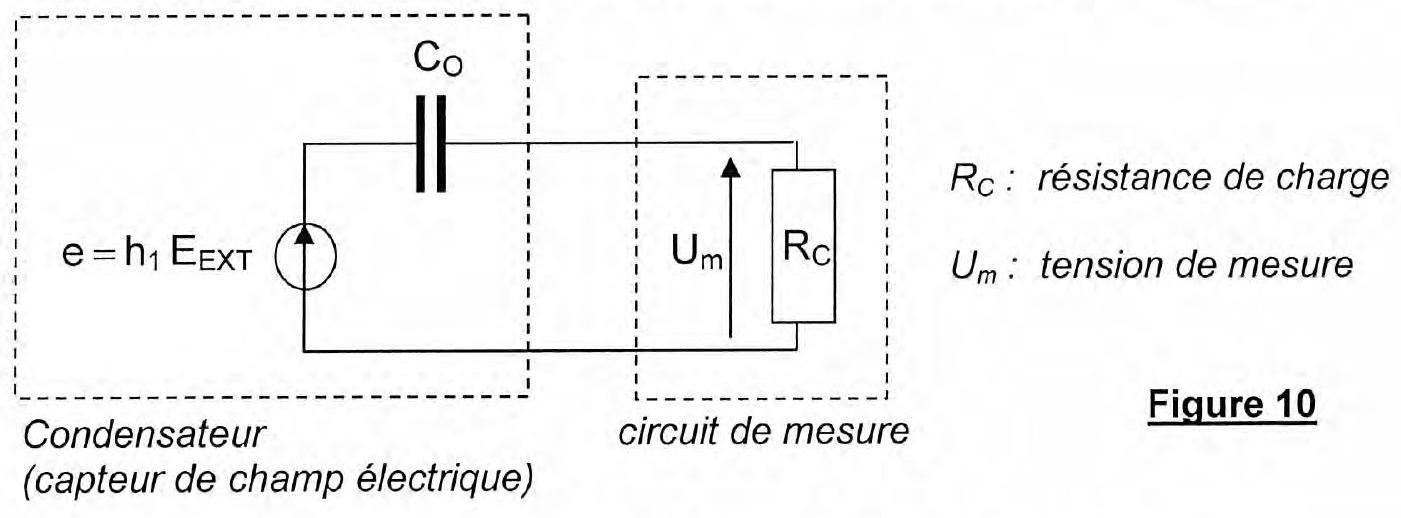 C_O
e = h_1 E_EXT
U_m
R_C
R_C : résistance de charge
U_m : tension de mesure
Figure 10
Condensateur
(capteur de champ électrique)
circuit de mesure